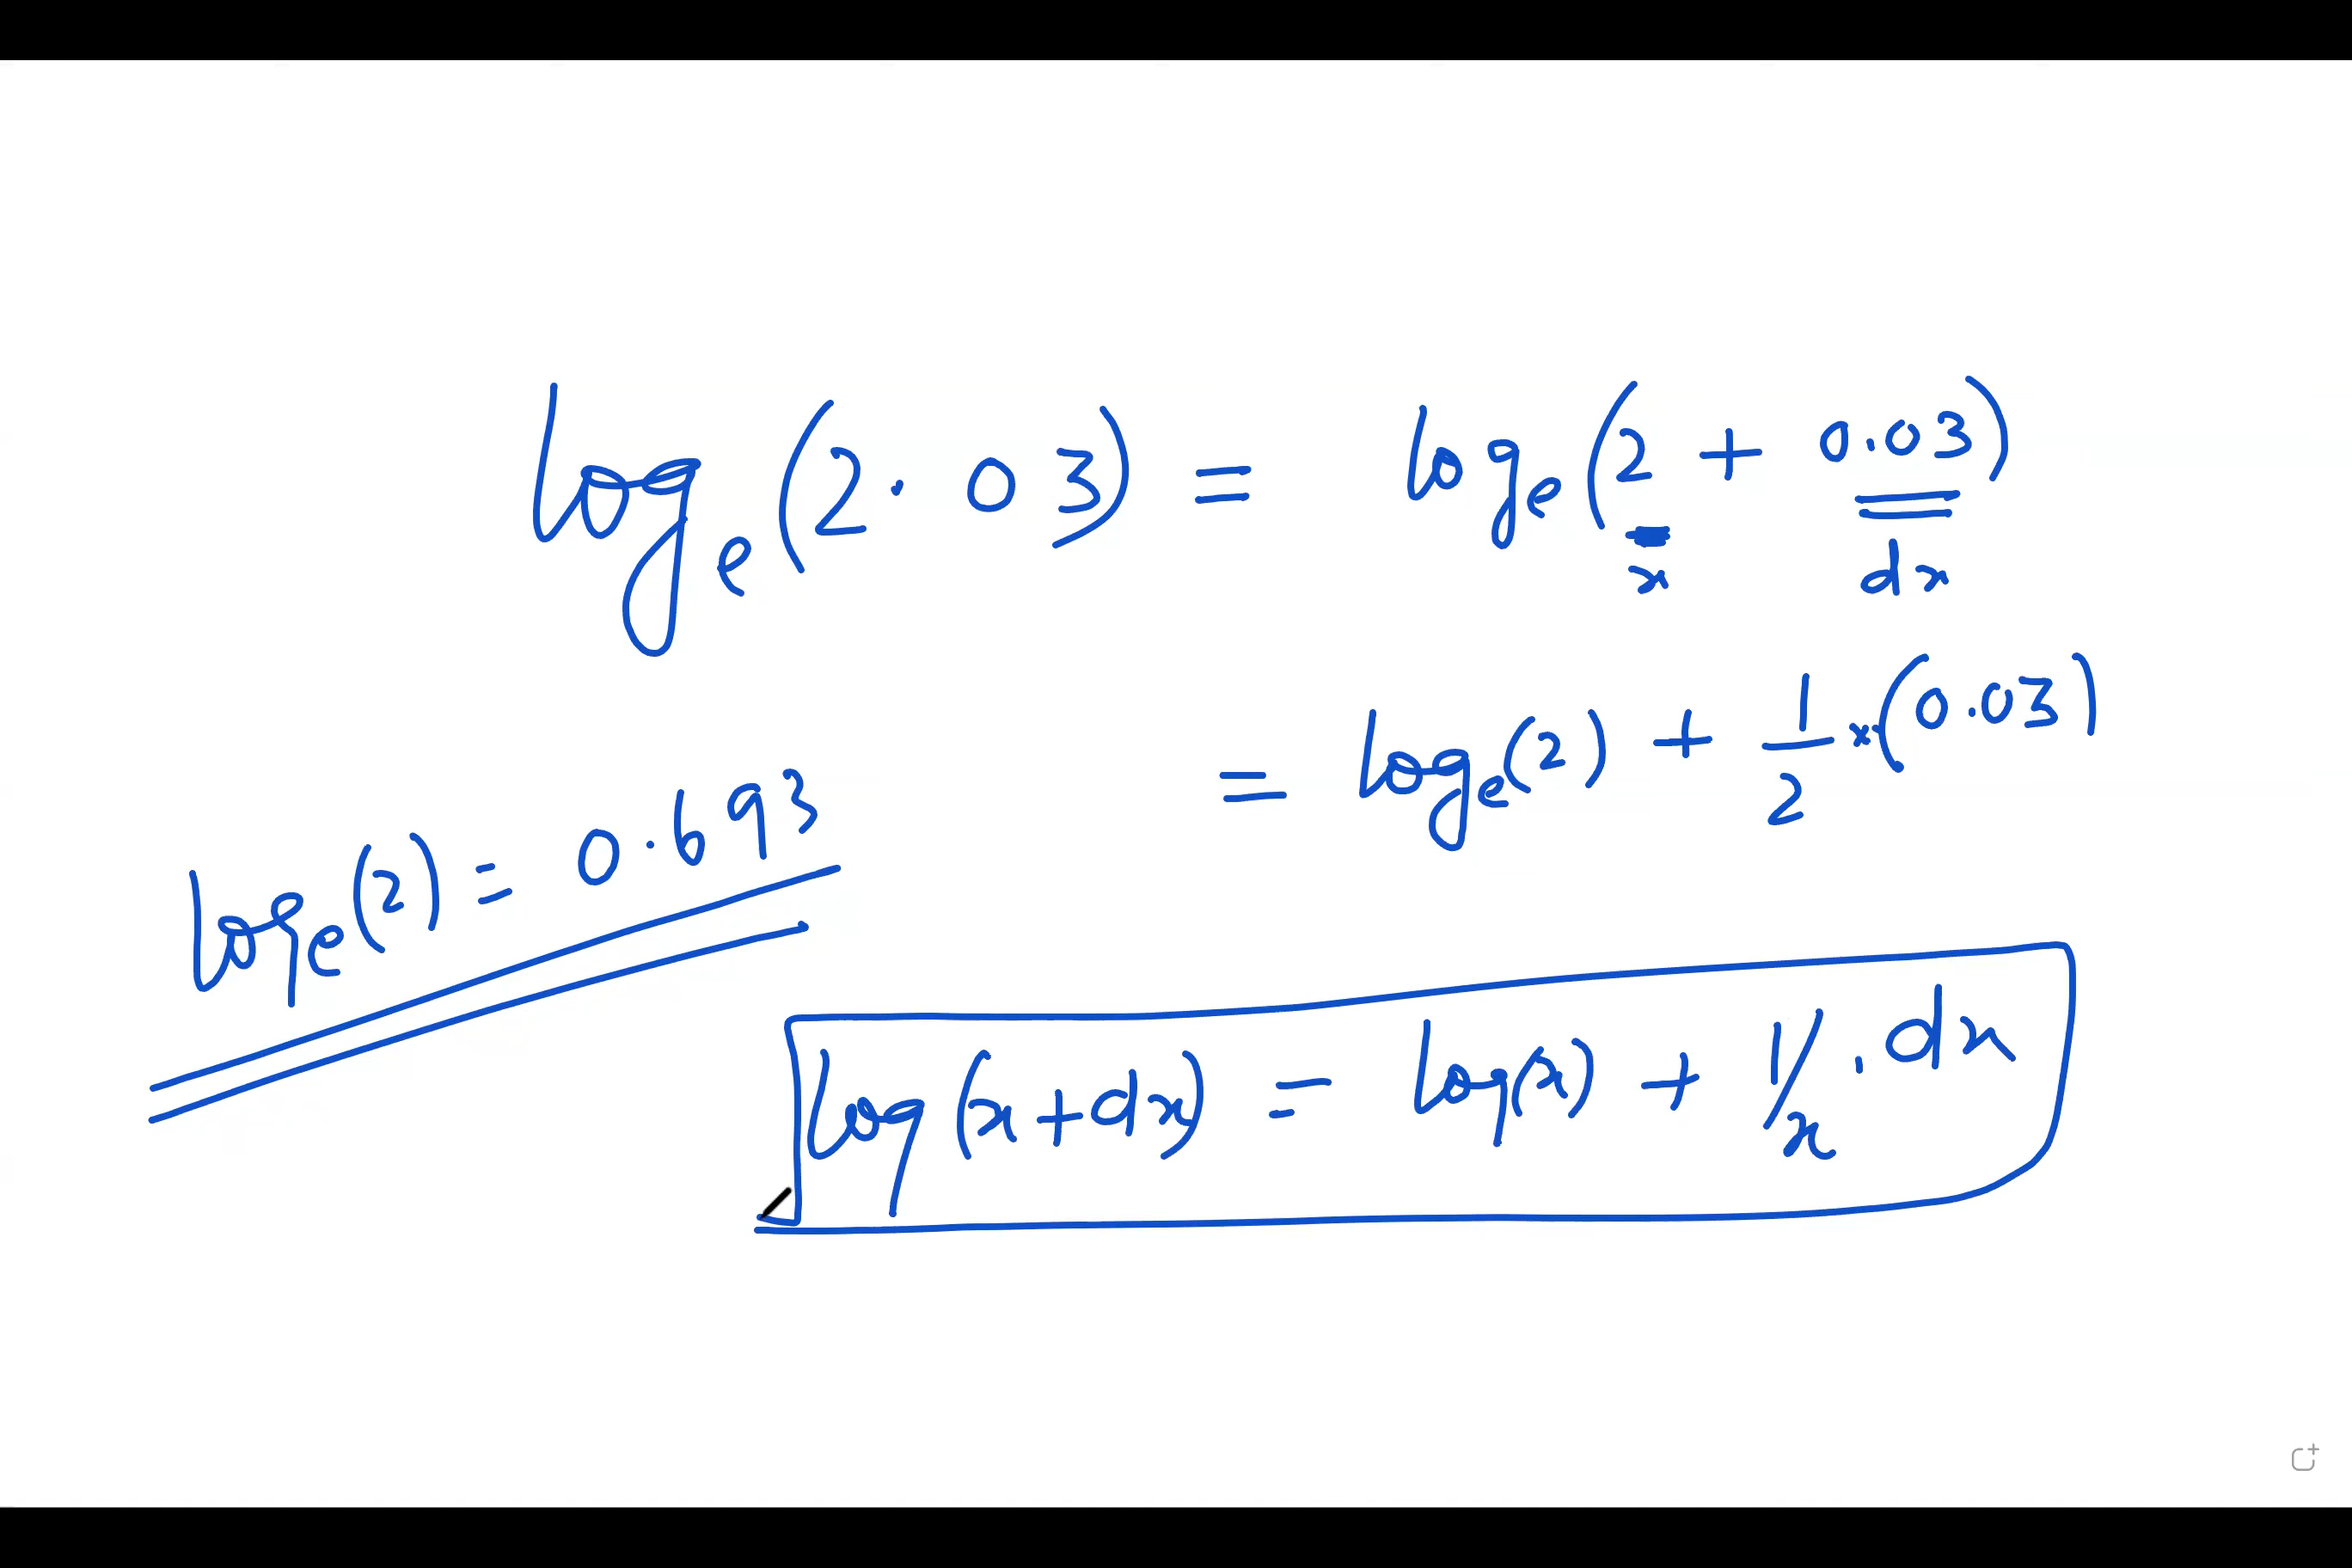 logₑ(2.03) = logₑ(2 + 0.03)
x dx
= logₑ(2) + 1/2 × (0.03)
logₑ(2) = 0.693
log(x+dx) = log(x) + 1/x . dx